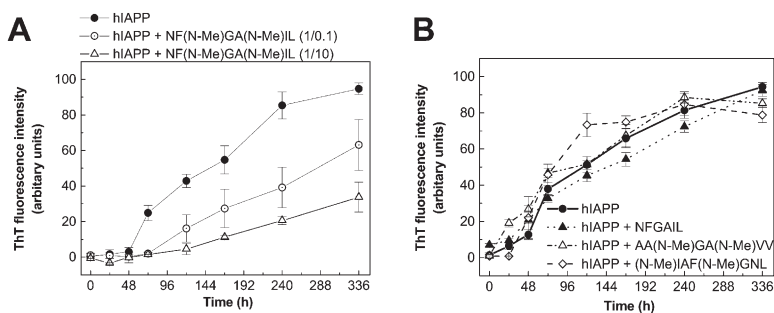 A
hIAPP
hIAPP + NF(N-Me)GA(N-Me)IL (1/0.1)
hIAPP + NF(N-Me)GA(N-Me)IL (1/10)
ThT fluorescence intensity
(arbitary units)
100
80
60
40
20
0
0 48 96 144 192 240 288 336
Time (h)
B
ThT fluorescence intensity
(arbitary units)
100
80
60
40
20
0
hIAPP
hIAPP + NFGAIL
hIAPP + AA(N-Me)GA(N-Me)VV
hIAPP + (N-Me)IAF(N-Me)GNL
0 48 96 144 192 240 288 336
Time (h)